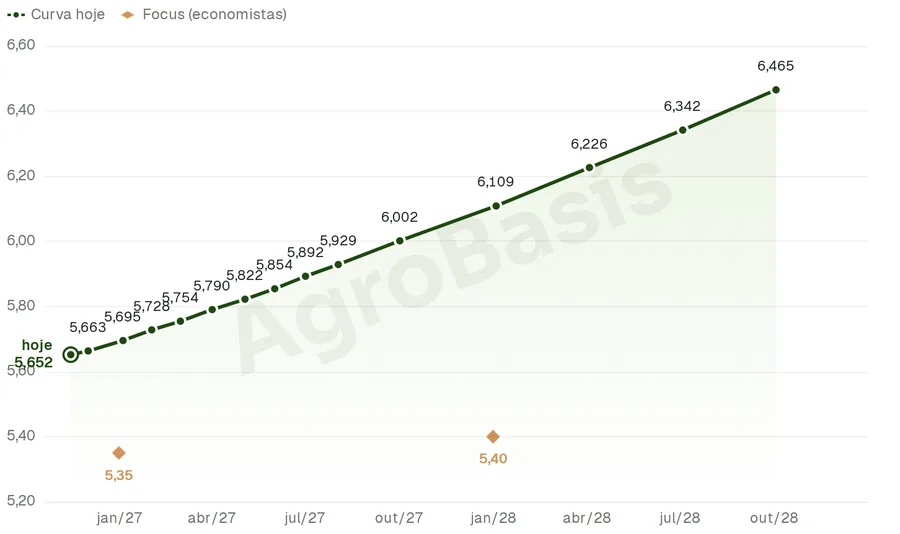 Curva hoje
Focus (economistas)
6,60
6,465
6,40
6,342
6,226
6,20
6,109
6,002
6,00
5,929
5,892
5,854
5,822
5,790
5,80
5,754
5,728
5,695
5,663
hoje
5,652
5,60
5,40
5,35
5,40
5,20
jan/27
abr/27
jul/27
out/27
jan/28
abr/28
jul/28
out/28
AgroBasis